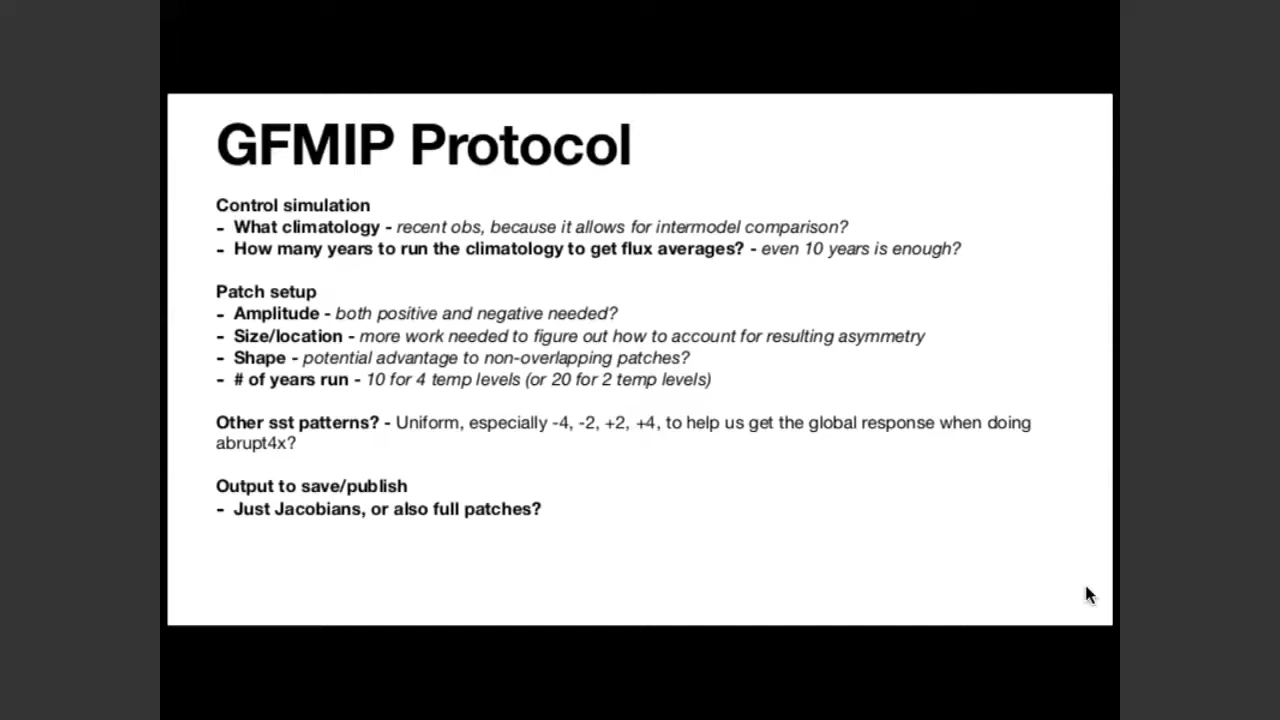 GFMIP Protocol
Control simulation
- What climatology - recent obs, because it allows for intermodel comparison?
- How many years to run the climatology to get flux averages? - even 10 years is enough?
Patch setup
- Amplitude - both positive and negative needed?
- Size/location - more work needed to figure out how to account for resulting asymmetry
- Shape - potential advantage to non-overlapping patches?
- # of years run - 10 for 4 temp levels (or 20 for 2 temp levels)
Other sst patterns? - Uniform, especially -4, -2, +2, +4, to help us get the global response when doing
abrupt4x?
Output to save/publish
- Just Jacobians, or also full patches?